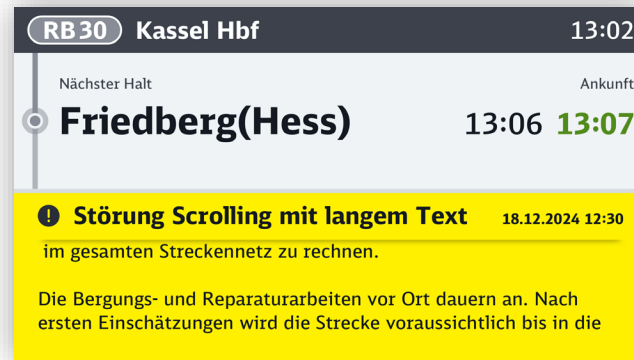 RB30 Kassel Hbf 13:02
Nächster Halt Ankunft
Friedberg(Hess) 13:06 13:07
Störung Scrolling mit langem Text 18.12.2024 12:30
im gesamten Streckennetz zu rechnen.
Die Bergungs- und Reparaturarbeiten vor Ort dauern an. Nach
ersten Einschätzungen wird die Strecke voraussichtlich bis in die